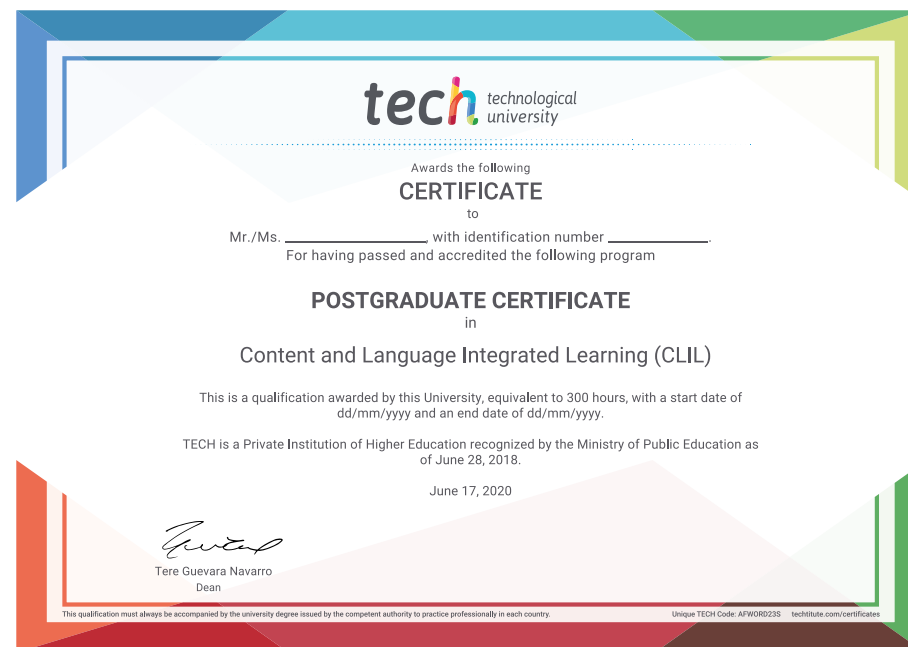 tech technological
university
Awards the following
CERTIFICATE
to
Mr./Ms. ____________, with identification number ____________.
For having passed and accredited the following program
POSTGRADUATE CERTIFICATE
in
Content and Language Integrated Learning (CLIL)
This is a qualification awarded by this University, equivalent to 300 hours, with a start date of
dd/mm/yyyy and an end date of dd/mm/yyyy.
TECH is a Private Institution of Higher Education recognized by the Ministry of Public Education as
of June 28, 2018.
June 17, 2020
Tere Guevara Navarro
Dean
This qualification must always be accompanied by the university degree issued by the competent authority to practice professionally in each country. Unique TECH Code: AFWORD23S techtitute.com/certificates